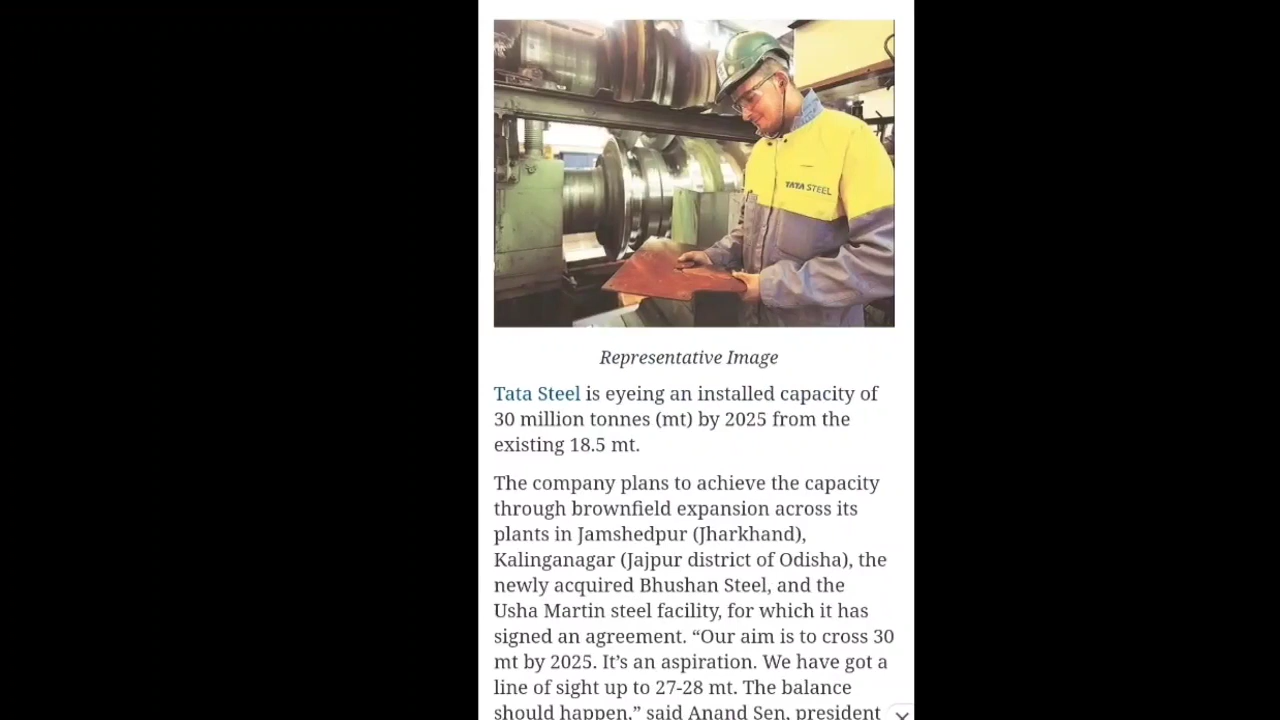 TATA STEEL
Representative Image
Tata Steel is eyeing an installed capacity of
30 million tonnes (mt) by 2025 from the
existing 18.5 mt.
The company plans to achieve the capacity
through brownfield expansion across its
plants in Jamshedpur (Jharkhand),
Kalinganagar (Jajpur district of Odisha), the
newly acquired Bhushan Steel, and the
Usha Martin steel facility, for which it has
signed an agreement. “Our aim is to cross 30
mt by 2025. It’s an aspiration. We have got a
line of sight up to 27-28 mt. The balance
should happen,” said Anand Sen, president